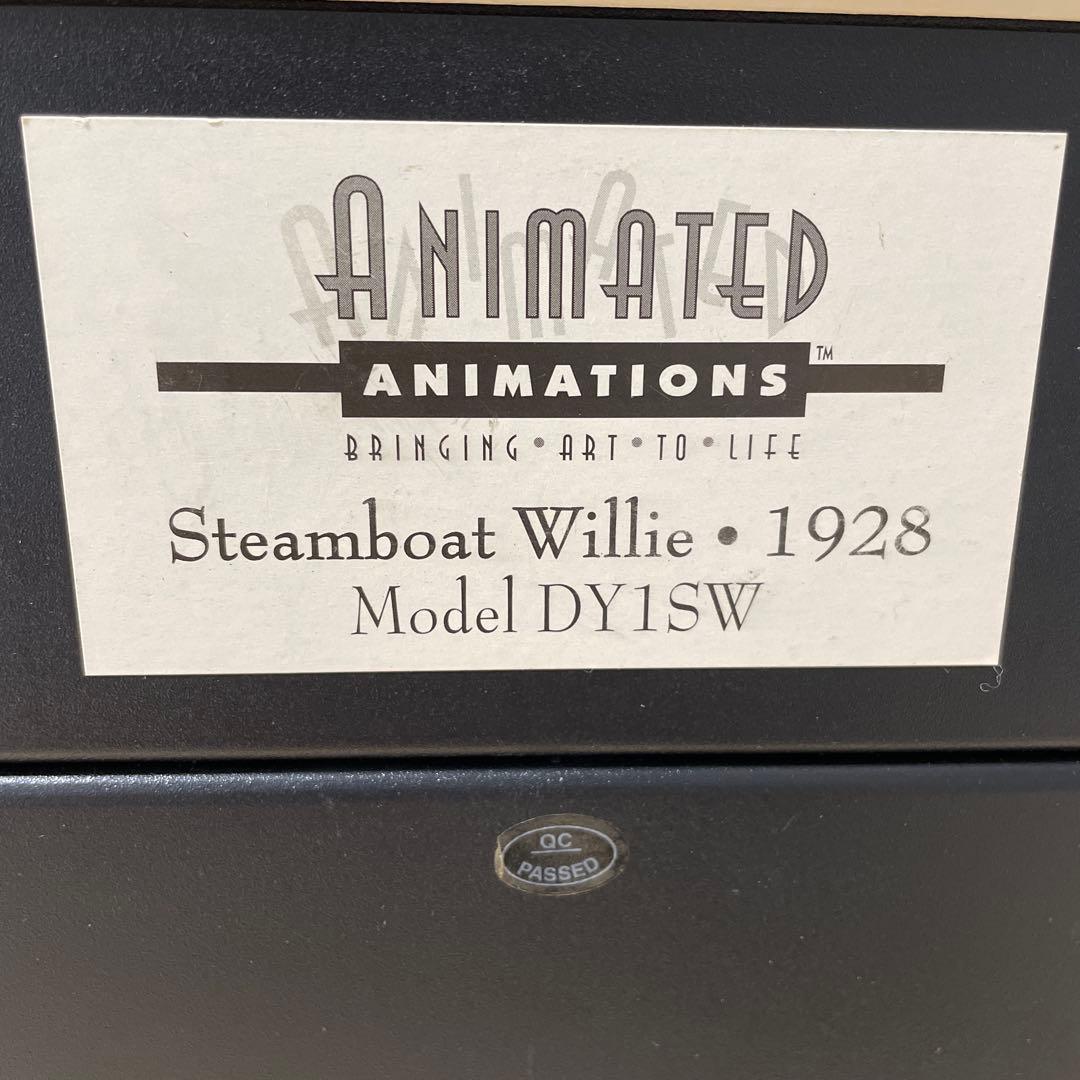 ANIMATED
ANIMATIONS™
BRINGING • ART • TO • LIFE
Steamboat Willie • 1928
Model DY1SW
QC
PASSED